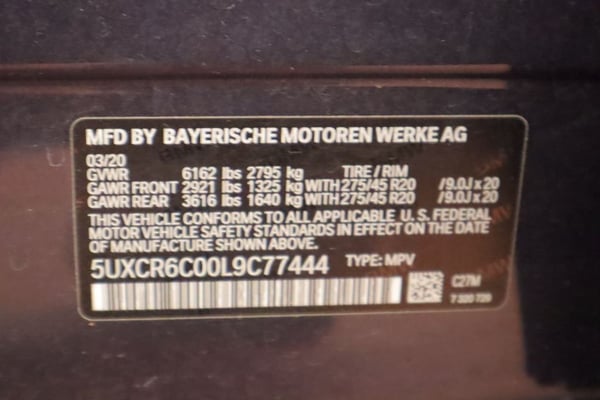 MFD BY BAYERISCHE MOTOREN WERKE AG
03/20
GVWR 6162 lbs 2795 kg TIRE / RIM
GAWR FRONT 2921 lbs 1325 kg WITH 275/45 R20 /9.0J x 20
GAWR REAR 3616 lbs 1640 kg WITH 275/45 R20 /9.0J x 20
THIS VEHICLE CONFORMS TO ALL APPLICABLE U. S. FEDERAL
MOTOR VEHICLE SAFETY STANDARDS IN EFFECT ON THE DATE
OF MANUFACTURE SHOWN ABOVE.
5UXCR6C00L9C77444 TYPE: MPV
C27M